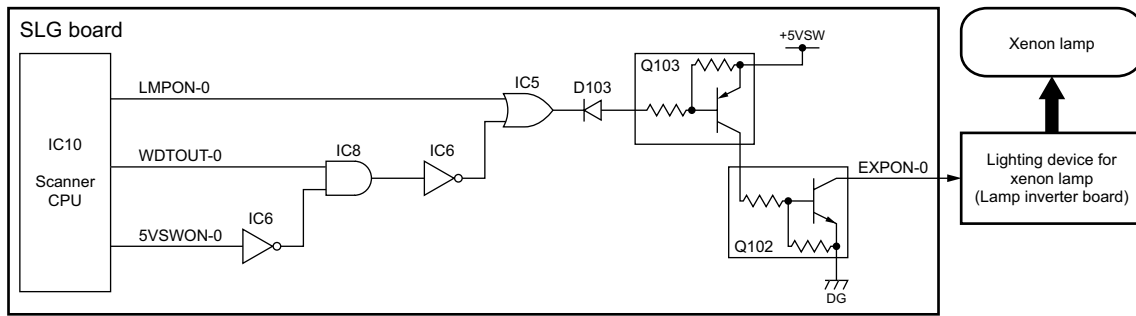 SLG board
IC10
Scanner
CPU
LMPON-0
WDTOUT-0
5VSWON-0
IC6
IC8
IC6
IC5
D103
Q103
+5VSW
Q102
DG
EXPON-0
Xenon lamp
Lighting device for
xenon lamp
(Lamp inverter board)